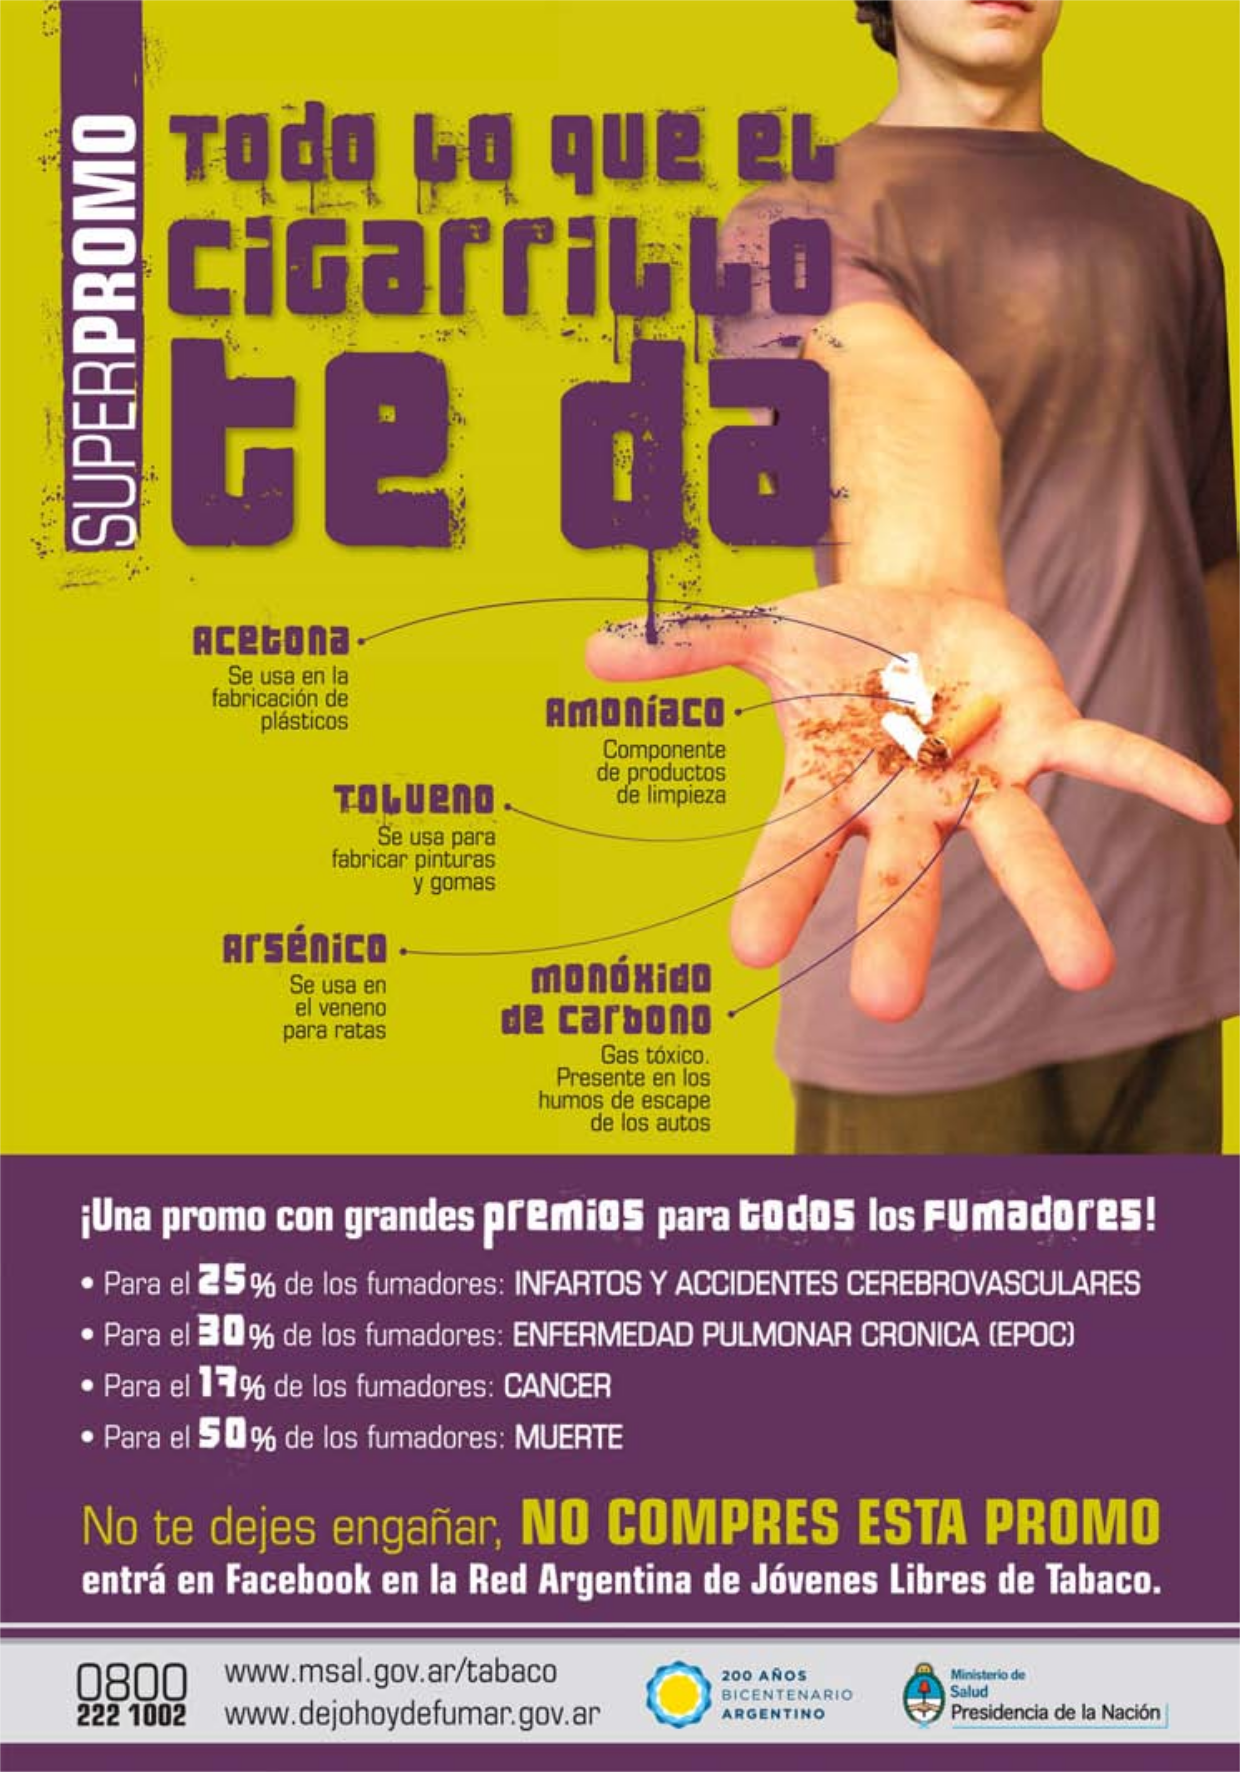 SUPERPROMO
Todo lo que el
cigarrillo
te da
Acetona
Se usa en la
fabricación de
plásticos
Amoníaco
Componente
de productos
de limpieza
Tolueno
Se usa para
fabricar pinturas
y gomas
Arsénico
Se usa en
el veneno
para ratas
monóxido
de carbono
Gas tóxico.
Presente en los
humos de escape
de los autos
¡Una promo con grandes premios para todos los fumadores!
• Para el 25% de los fumadores: INFARTOS Y ACCIDENTES CEREBROVASCULARES
• Para el 30% de los fumadores: ENFERMEDAD PULMONAR CRONICA (EPOC)
• Para el 17% de los fumadores: CANCER
• Para el 50% de los fumadores: MUERTE
No te dejes engañar, NO COMPRES ESTA PROMO
entrá en Facebook en la Red Argentina de Jóvenes Libres de Tabaco.
0800
222 1002
www.msal.gov.ar/tabaco
www.dejohoydefumar.gov.ar
200 AÑOS
BICENTENARIO
ARGENTINO
Ministerio de
Salud
Presidencia de la Nación